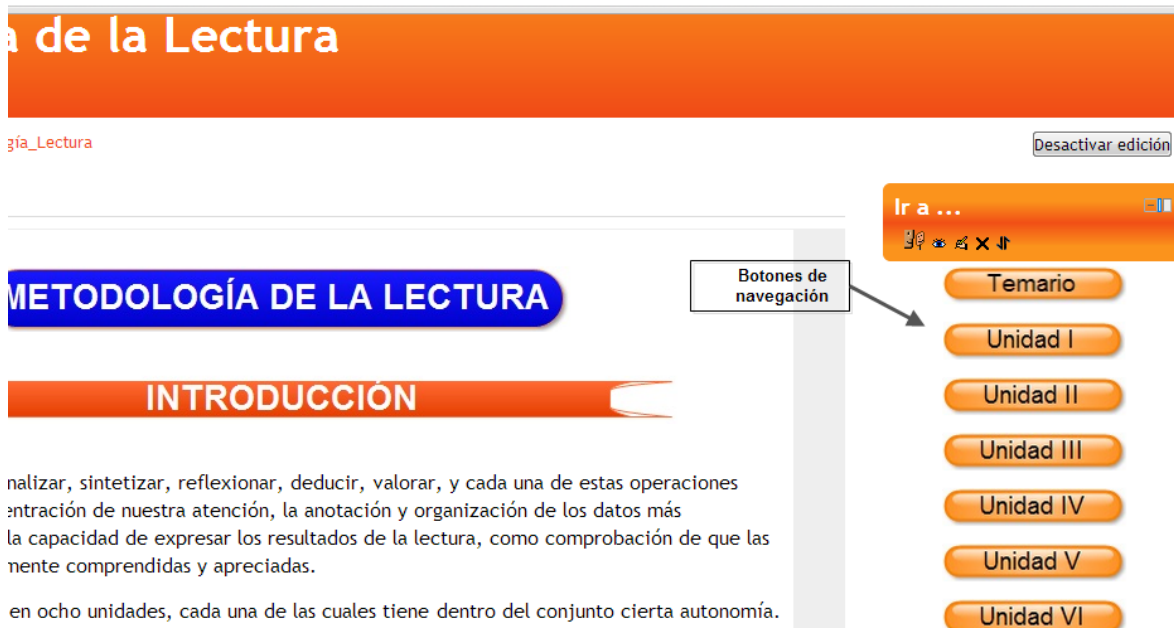 a de la Lectura
gía_Lectura
Desactivar edición
Ir a ...
METODOLOGÍA DE LA LECTURA
Botones de
navegación
Temario
Unidad I
INTRODUCCIÓN
Unidad II
Unidad III
nalizar, sintetizar, reflexionar, deducir, valorar, y cada una de estas operaciones
entración de nuestra atención, la anotación y organización de los datos más
la capacidad de expresar los resultados de la lectura, como comprobación de que las
mente comprendidas y apreciadas.
en ocho unidades, cada una de las cuales tiene dentro del conjunto cierta autonomía.
Unidad IV
Unidad V
Unidad VI